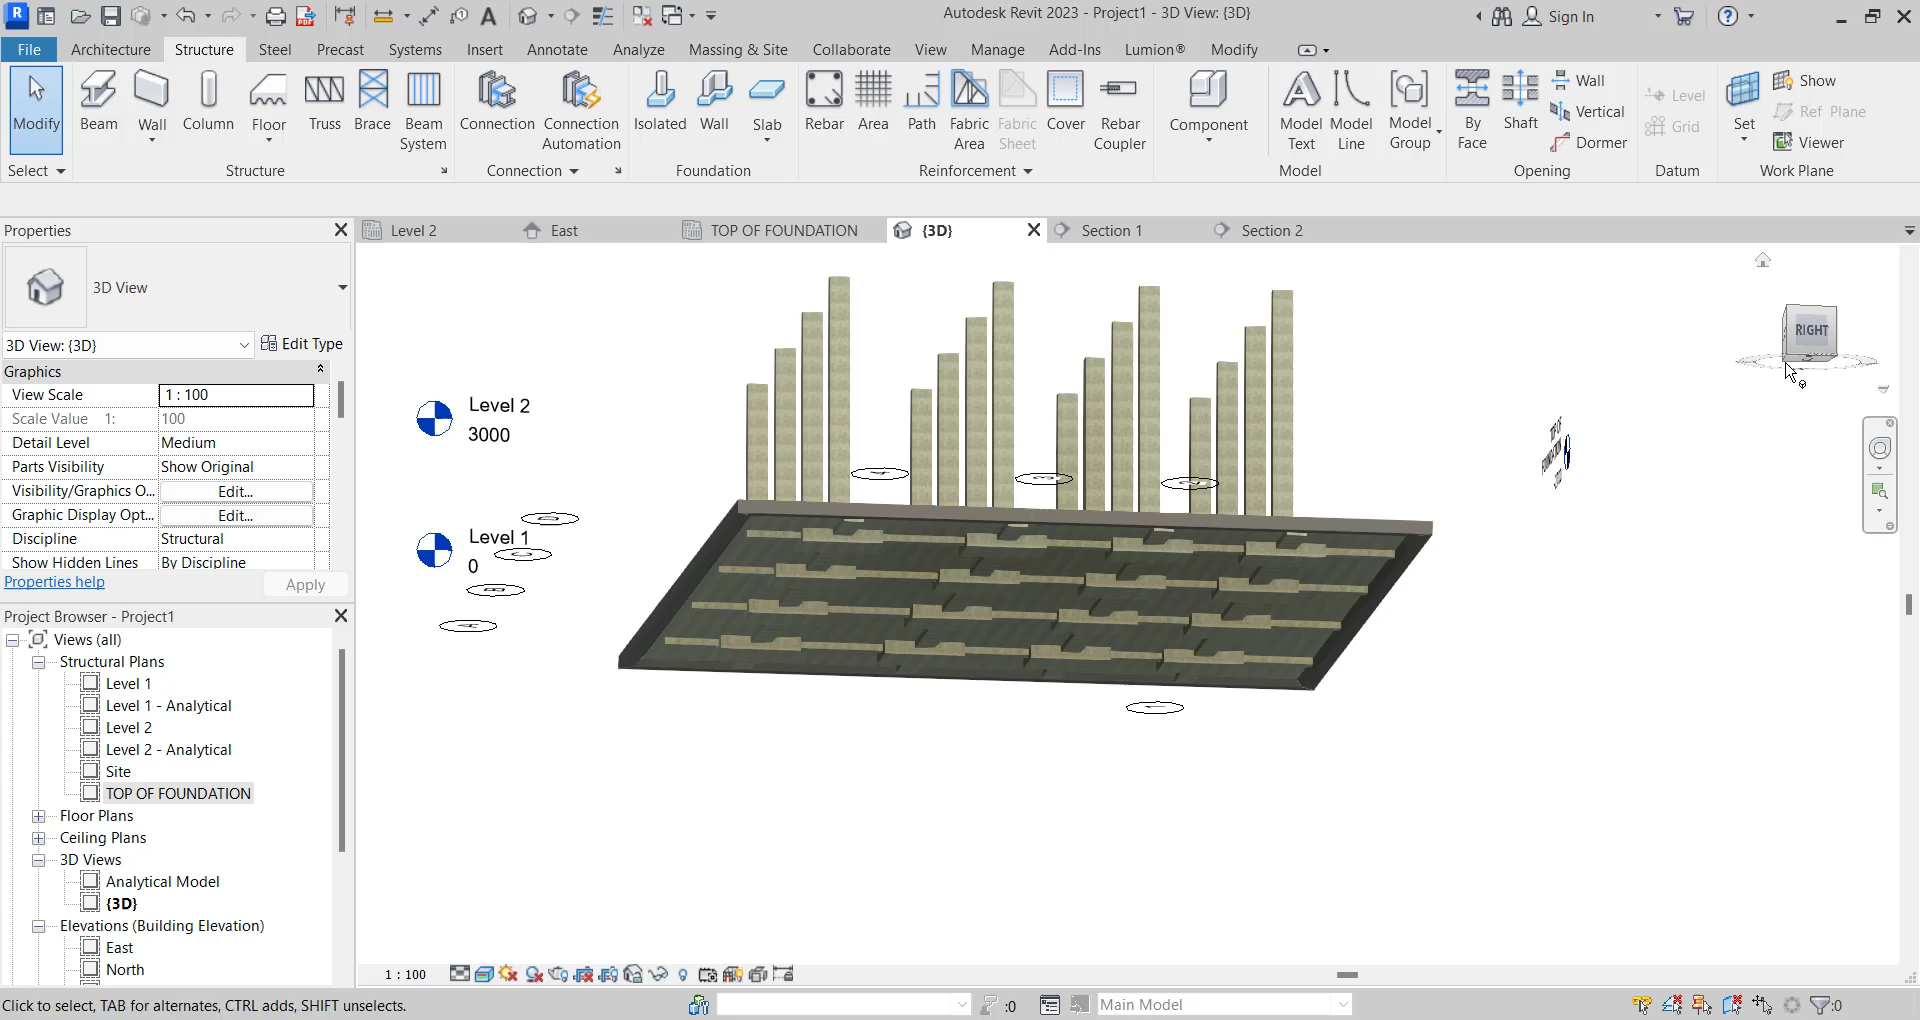 Autodesk Revit 2023 - Project1 - 3D View: {3D}
Sign In
File Architecture Structure Steel Precast Systems Insert Annotate Analyze Massing & Site Collaborate View Manage Add-Ins Lumion® Modify
Modify
Beam
Wall
Column
Floor
Truss
Brace
Beam
System
Connection
Connection
Automation
Isolated
Wall
Slab
Rebar
Area
Path
Fabric
Area
Fabric
Sheet
Cover
Rebar
Coupler
Component
Model
Text
Model
Line
Model
Group
By
Face
Shaft
Wall
Vertical
Dormer
Level
Grid
Set
Show
Ref Plane
Viewer
Select
Structure
Connection
Foundation
Reinforcement
Model
Opening
Datum
Work Plane
Properties
Level 2
East
TOP OF FOUNDATION
{3D}
Section 1
Section 2
3D View
3D View: {3D}
Edit Type
Graphics
View Scale 1 : 100
Scale Value 1: 100
Detail Level Medium
Parts Visibility Show Original
Visibility/Graphics O... Edit...
Graphic Display Opt... Edit...
Discipline Structural
Show Hidden Lines By Discipline
Properties help
Apply
Project Browser - Project1
Views (all)
Structural Plans
Level 1
Level 1 - Analytical
Level 2
Level 2 - Analytical
Site
TOP OF FOUNDATION
Floor Plans
Ceiling Plans
3D Views
Analytical Model
{3D}
Elevations (Building Elevation)
East
North
Level 2
3000
Level 1
0
D
C
B
A
4
3
2
1
TOP OF
FOUNDATION
RIGHT
1 : 100
Click to select, TAB for alternates, CTRL adds, SHIFT unselects.
:0
Main Model
:0